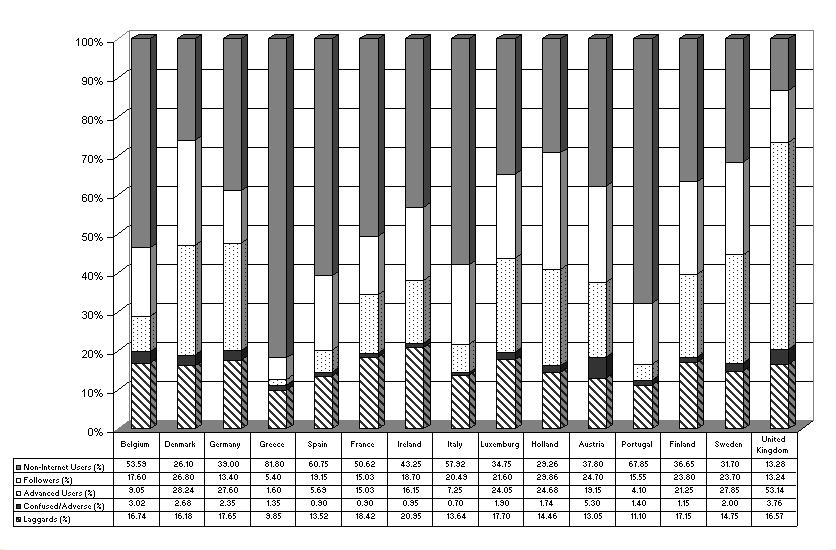 100%
90%
80%
70%
60%
50%
40%
30%
20%
10%
0%
Belgium Denmark Germany Greece Spain France Ireland Italy Luxemburg Holland Austria Portugal Finland Sweden United Kingdom
Non-Internet Users (%) 53.59 26.10 39.00 81.80 60.75 50.62 43.25 57.92 34.75 29.26 37.80 67.85 36.65 31.70 13.28
Followers (%) 17.60 26.80 13.40 5.40 19.15 15.03 18.70 20.49 21.60 29.86 24.70 15.55 23.80 23.70 13.24
Advanced Users (%) 9.05 28.24 27.60 1.60 5.69 15.03 16.15 7.25 24.05 24.68 19.15 4.10 21.25 27.85 53.14
Confused/Adverse (%) 3.02 2.68 2.35 1.35 0.90 0.90 0.95 0.70 1.90 1.74 5.30 1.40 1.15 2.00 3.76
Laggards (%) 16.74 16.18 17.65 9.85 13.52 18.42 20.95 13.64 17.70 14.46 13.05 11.10 17.15 14.75 16.57